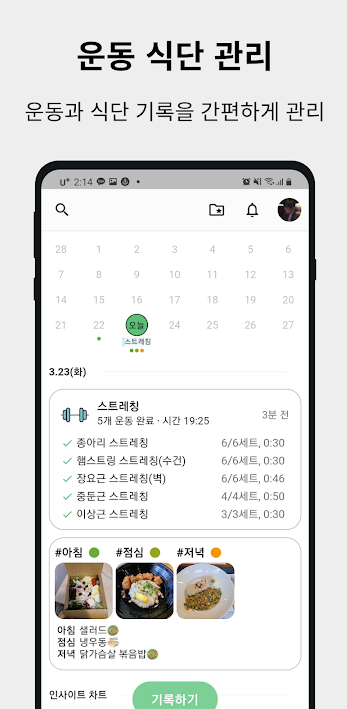 운동 식단 관리
운동과 식단 기록을 간편하게 관리
U+ 2:14
28 1 2 3 4 5 6
7 8 9 10 11 12 13
14 15 16 17 18 19 20
21 22 오늘 24 25 26 27
스트레칭
3.23(화)
스트레칭
5개 운동 완료 · 시간 19:25 3분 전
종아리 스트레칭 6/6세트, 0:30
햄스트링 스트레칭(수건) 6/6세트, 0:30
장요근 스트레칭(벽) 6/6세트, 0:46
중둔근 스트레칭 4/4세트, 0:50
이상근 스트레칭 3/3세트, 0:30
#아침 #점심 #저녁
아침 샐러드🥗
점심 냉우동🍜
저녁 닭가슴살 볶음밥🥗
인사이트 차트
기록하기